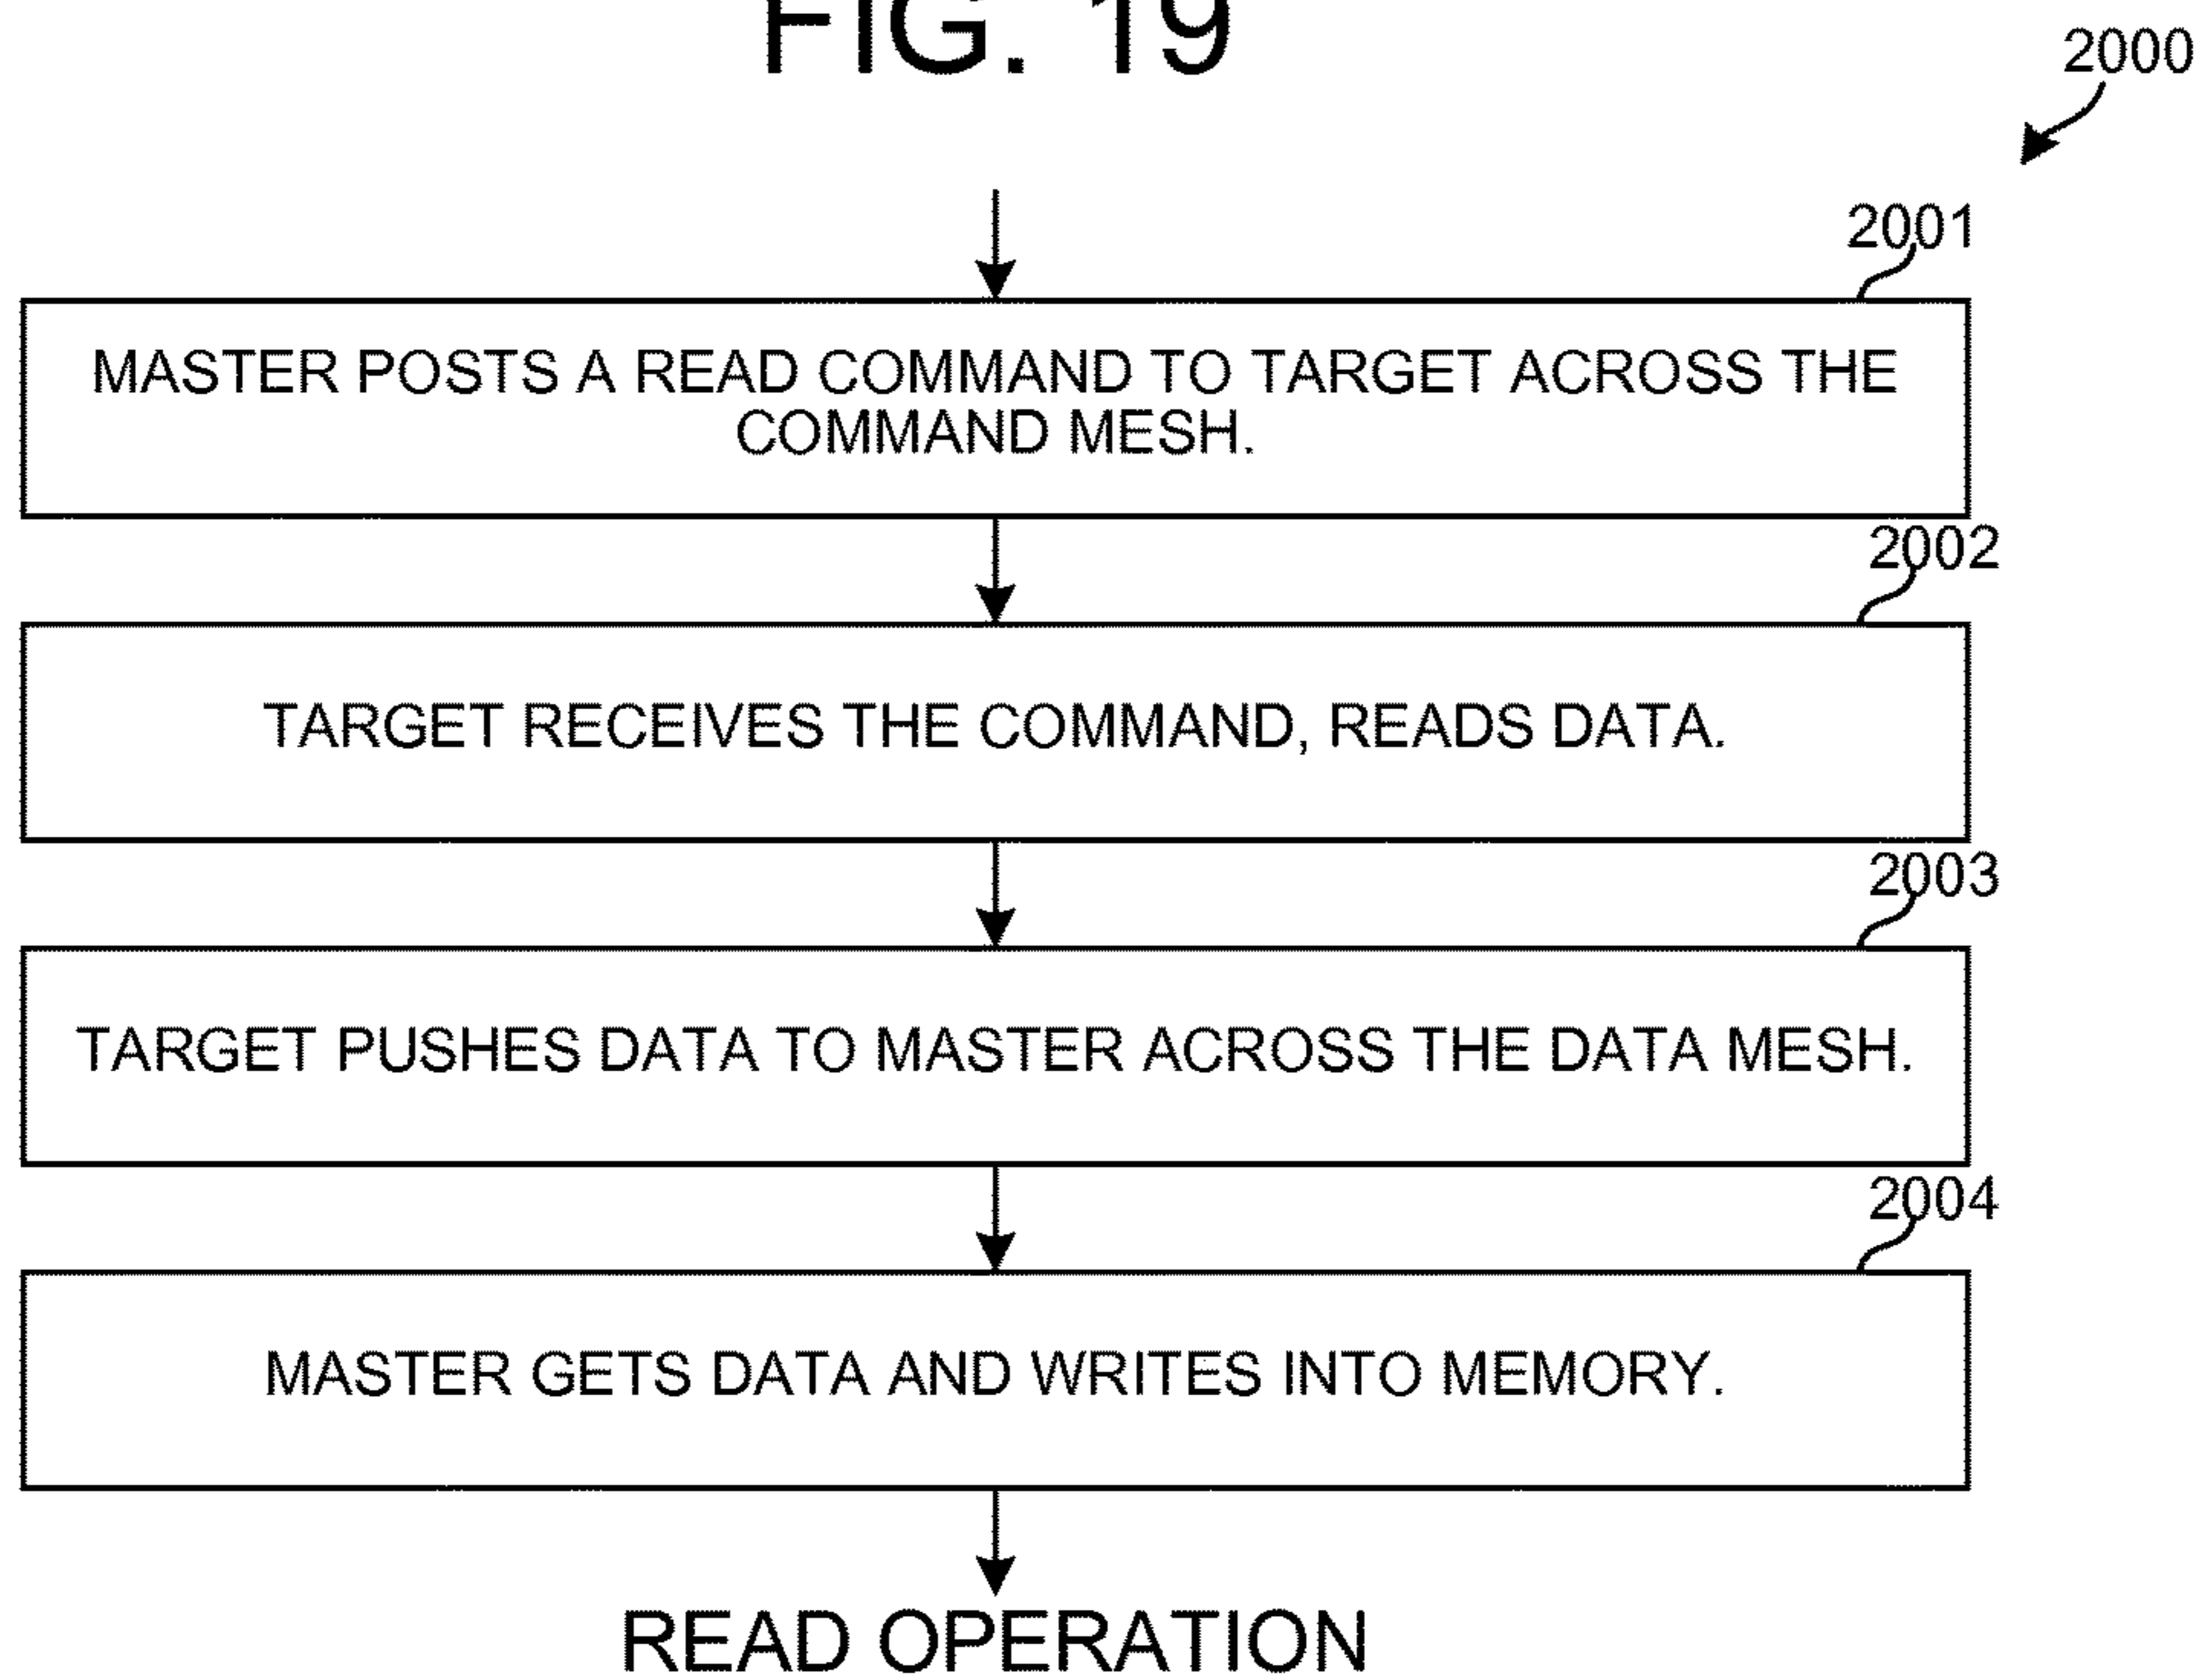 FIG. 19
2000
2001
MASTER POSTS A READ COMMAND TO TARGET ACROSS THE
COMMAND MESH.
2002
TARGET RECEIVES THE COMMAND, READS DATA.
2003
TARGET PUSHES DATA TO MASTER ACROSS THE DATA MESH.
2004
MASTER GETS DATA AND WRITES INTO MEMORY.
READ OPERATION